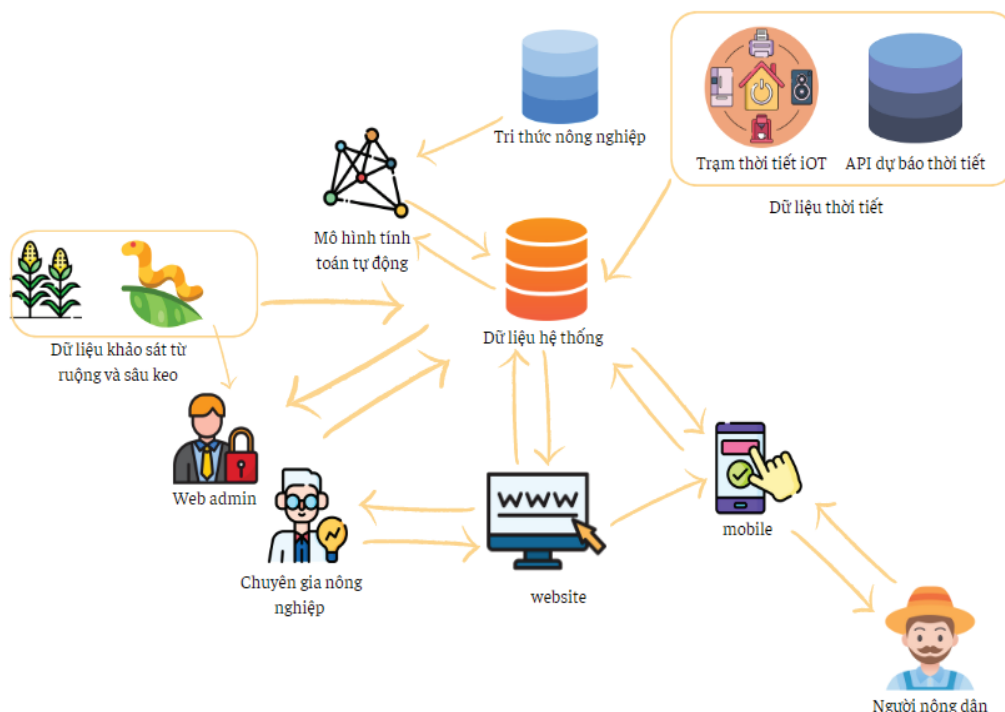 Tri thức nông nghiệp
Trạm thời tiết iOT
API dự báo thời tiết
Dữ liệu thời tiết
Mô hình tính
toán tự động
Dữ liệu hệ thống
Dữ liệu khảo sát từ
ruộng và sâu keo
Web admin
WWW
mobile
Chuyên gia nông
nghiệp
website
Người nông dân